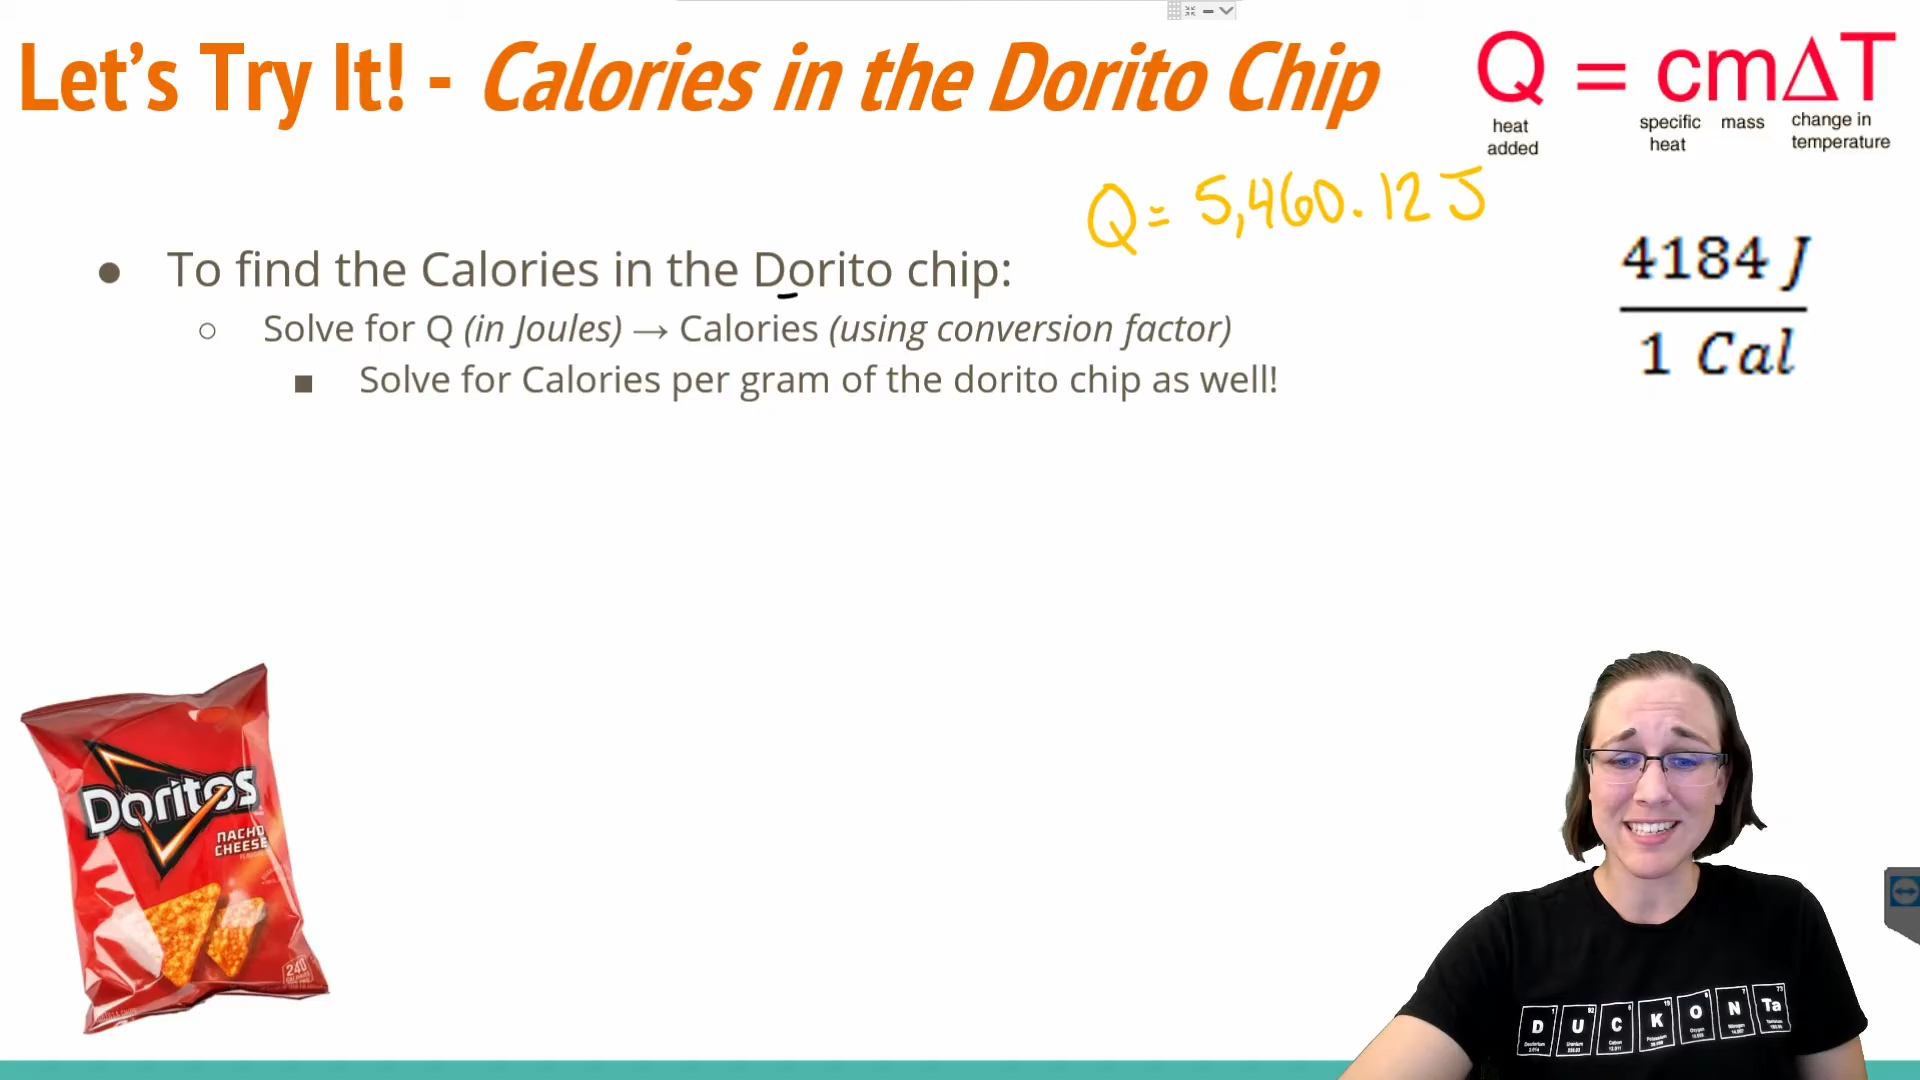 Let's Try It! - Calories in the Dorito Chip
Q = cmΔT
heat added
specific heat
mass
change in temperature
Q = 5,460.12 J
● To find the Calories in the Dorito chip:
○ Solve for Q (in Joules) → Calories (using conversion factor)
■ Solve for Calories per gram of the dorito chip as well!
4184 J
1 Cal
Doritos
NACHO
CHEESE
240
D U C K O N Ta